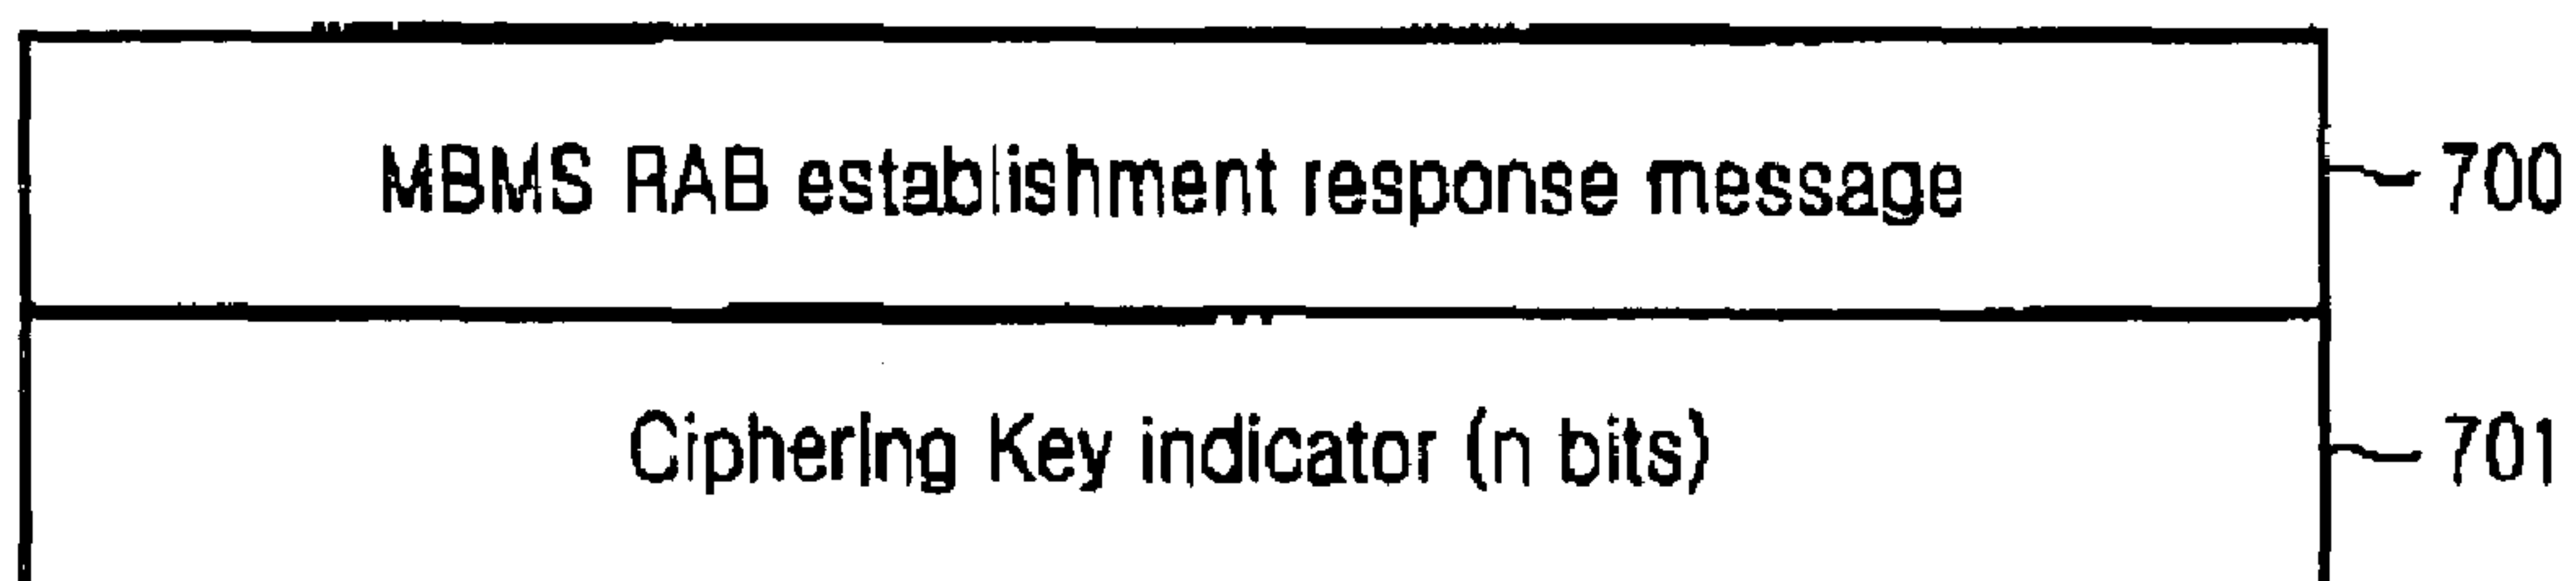 MBMS RAB establishment response message 700
Ciphering Key indicator (n bits) 701